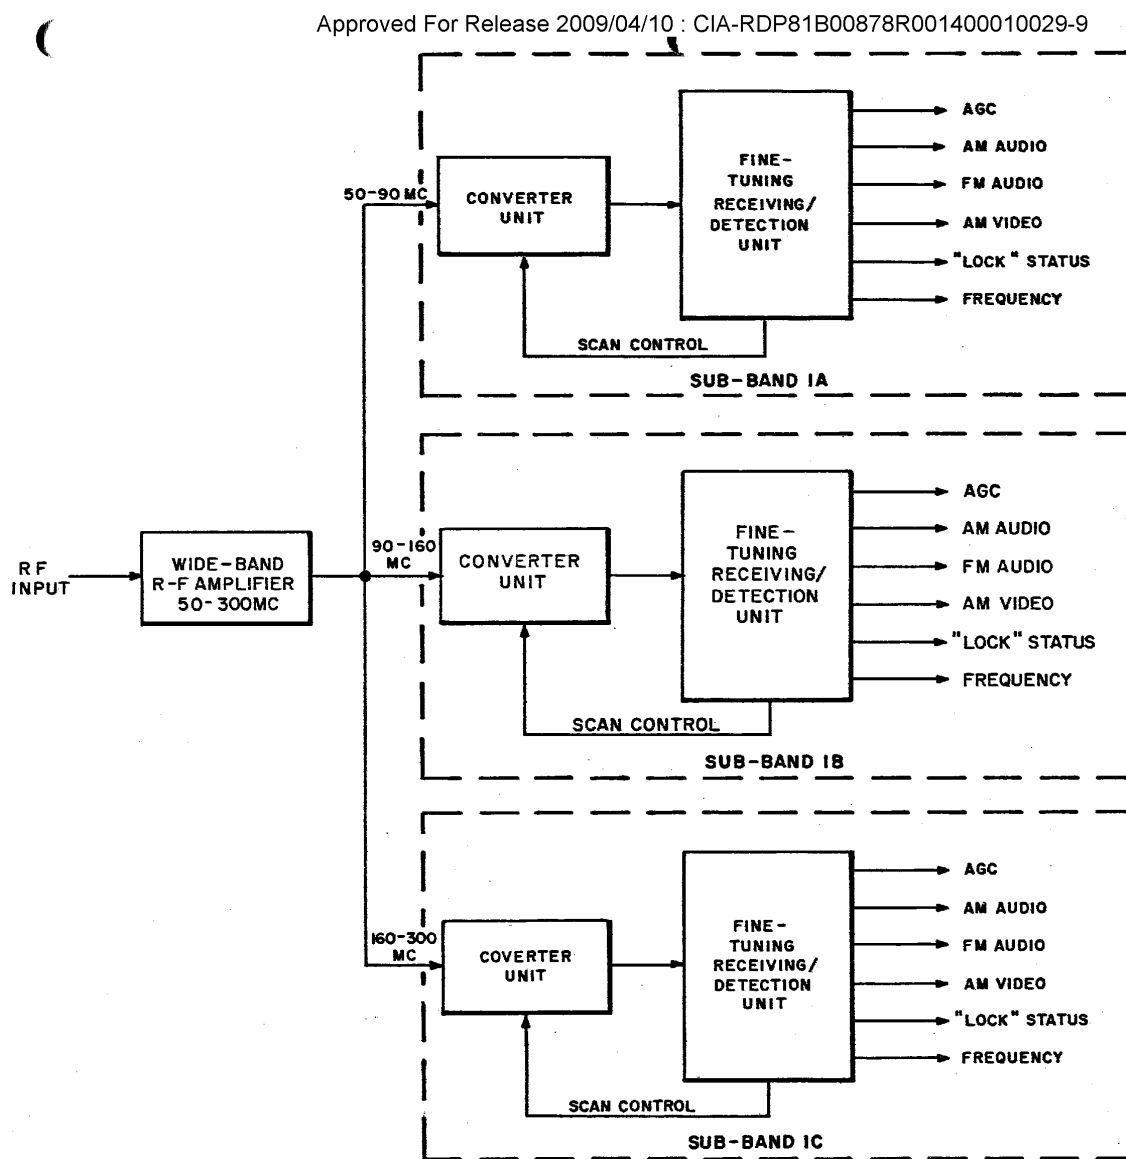 Approved For Release 2009/04/10 : CIA-RDP81B00878R001400010029-9
50-90 MC
CONVERTER
UNIT
FINE-
TUNING
RECEIVING/
DETECTION
UNIT
AGC
AM AUDIO
FM AUDIO
AM VIDEO
"LOCK" STATUS
FREQUENCY
SCAN CONTROL
SUB-BAND 1A
RF
INPUT
WIDE-BAND
R-F AMPLIFIER
50-300MC
90-160
MC
CONVERTER
UNIT
FINE-
TUNING
RECEIVING/
DETECTION
UNIT
AGC
AM AUDIO
FM AUDIO
AM VIDEO
"LOCK" STATUS
FREQUENCY
SCAN CONTROL
SUB-BAND 1B
160-300
MC
COVERTER
UNIT
FINE-
TUNING
RECEIVING/
DETECTION
UNIT
AGC
AM AUDIO
FM AUDIO
AM VIDEO
"LOCK" STATUS
FREQUENCY
SCAN CONTROL
SUB-BAND 1C